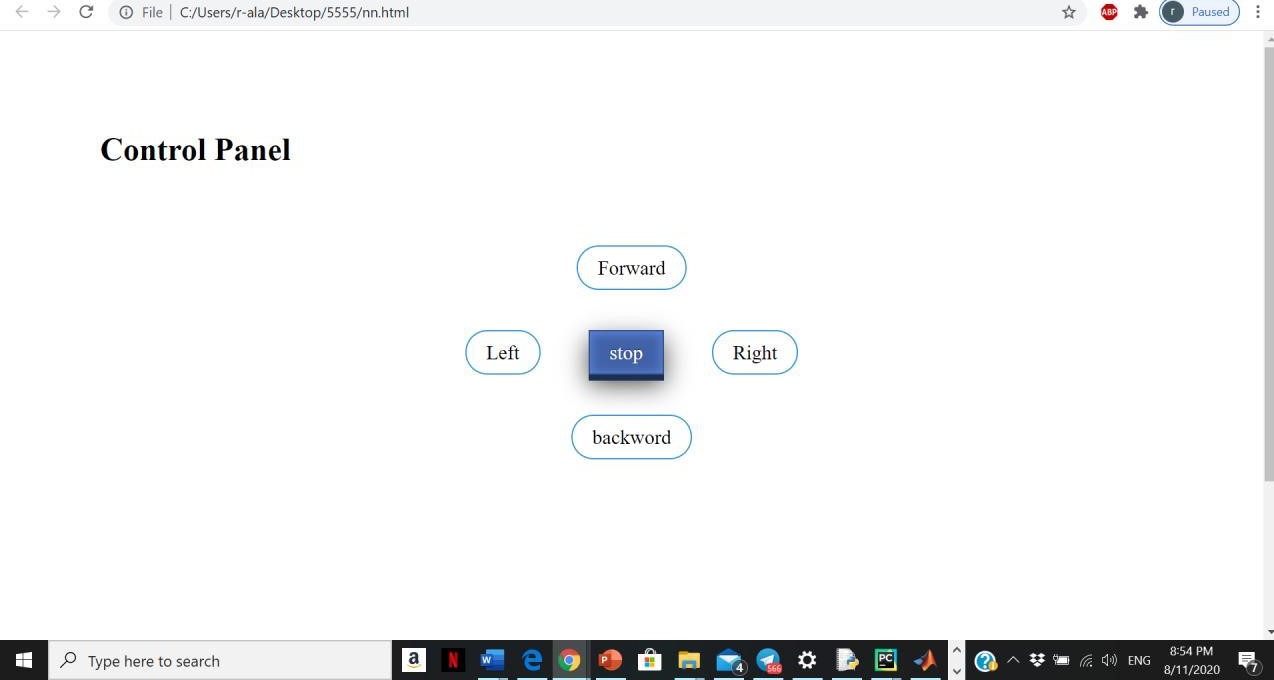 File C:/Users/r-ala/Desktop/5555/nn.html ABP r Paused
Control Panel
Forward
Left stop Right
backword
Type here to search a N W P 4 566 PC ENG 8:54 PM
8/11/2020 7